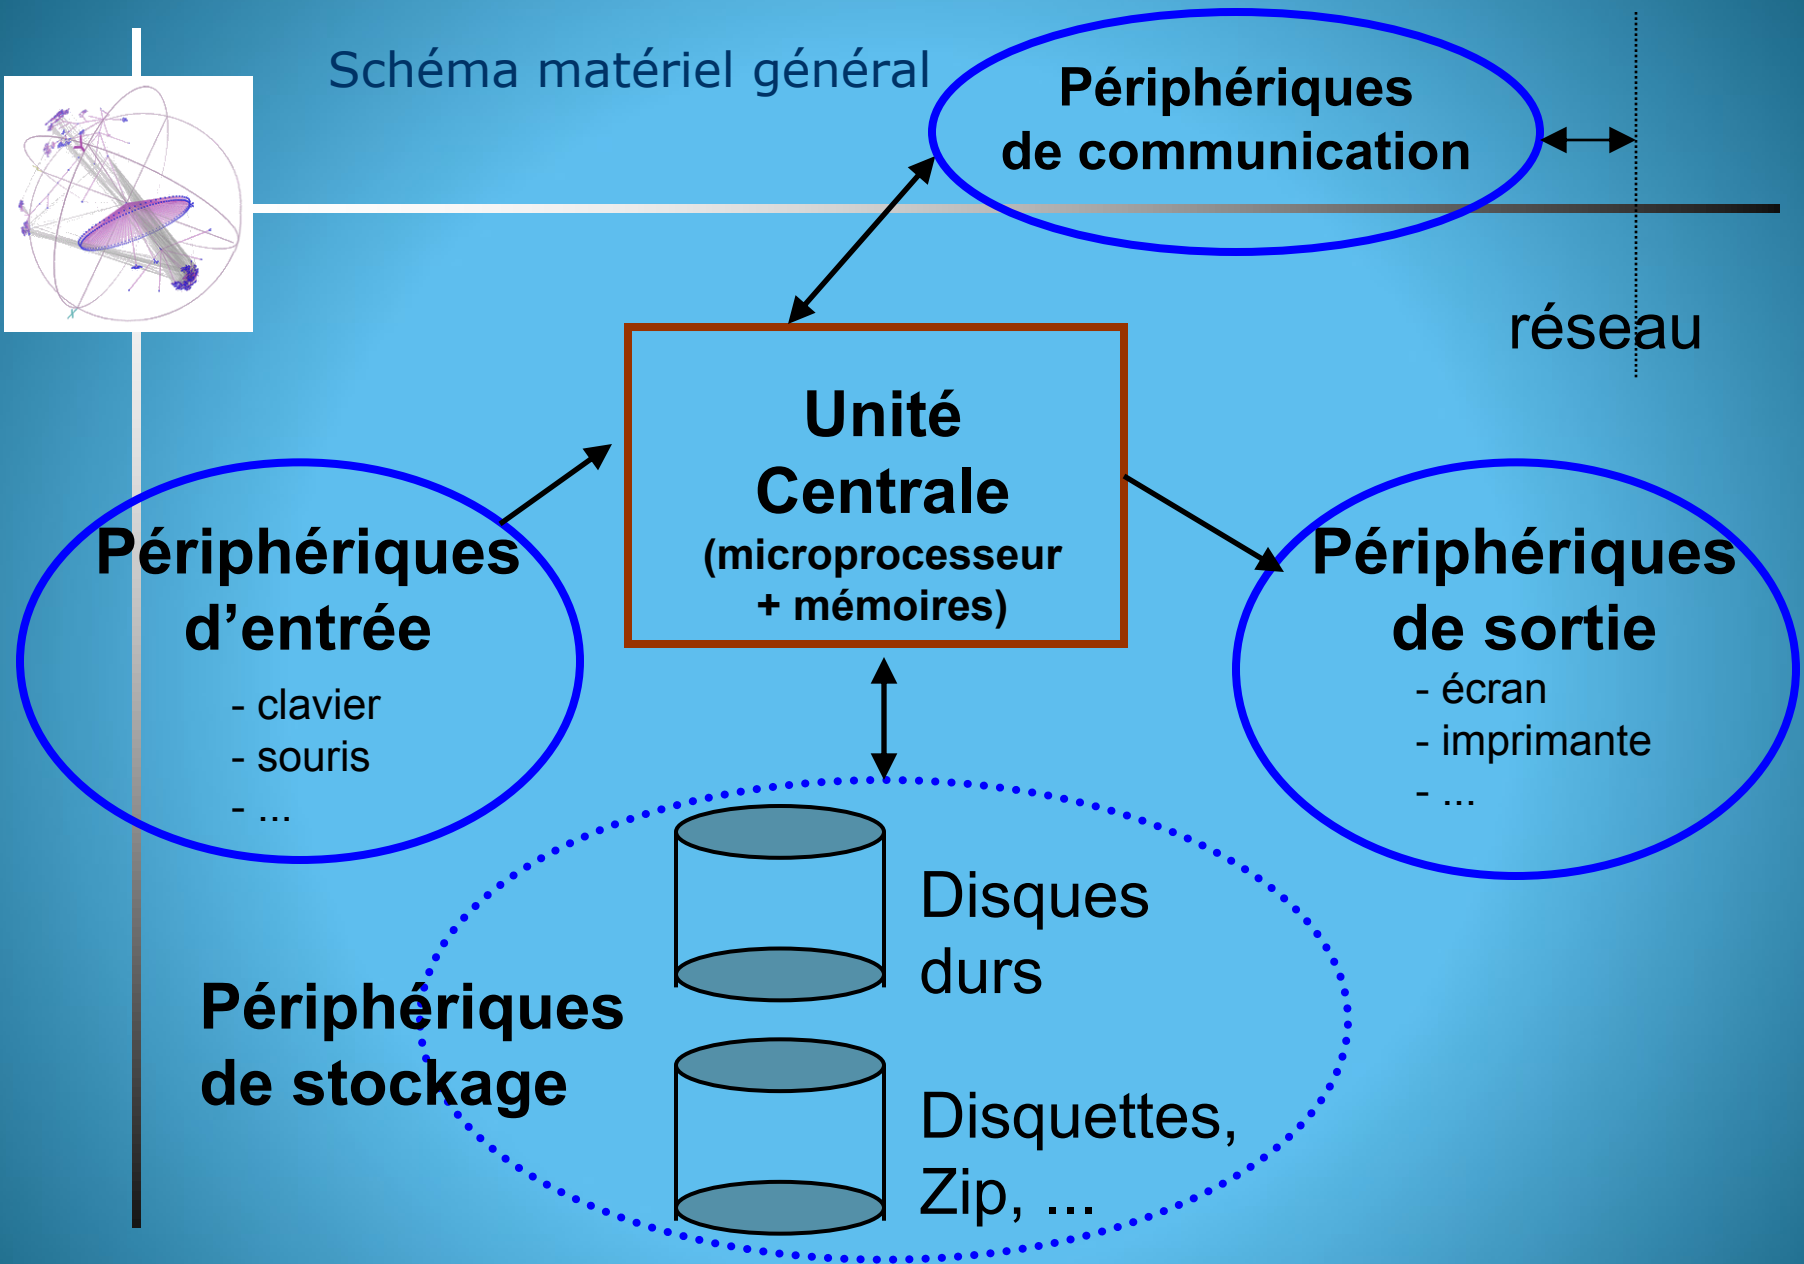 Schéma matériel général
Périphériques
de communication
réseau
Unité
Centrale
(microprocesseur
+ mémoires)
Périphériques
d’entrée
- clavier
- souris
- ...
Périphériques
de sortie
- écran
- imprimante
- ...
Périphériques
de stockage
Disques
durs
Disquettes,
Zip, ...